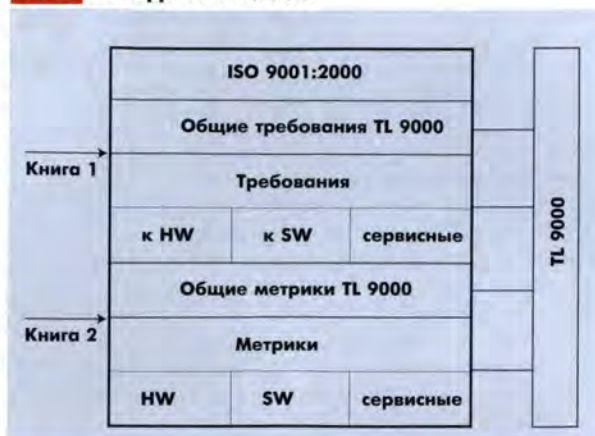 ISO 9001:2000
Общие требования TL 9000
Книга 1
Требования
к HW к SW сервисные
TL 9000
Общие метрики TL 9000
Книга 2
Метрики
HW SW сервисные